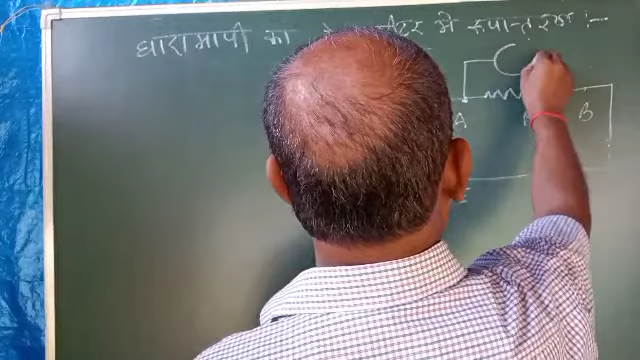 धारामापी का मीटर में रूपान्तरण :--
A B